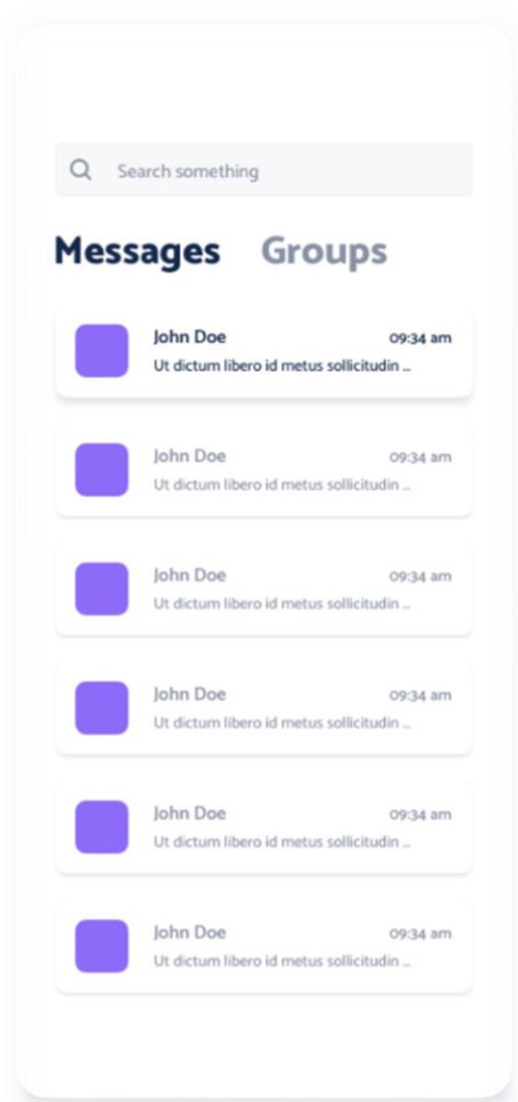 Search something
Messages Groups
John Doe 09:34 am
Ut dictum libero id metus sollicitudin ...
John Doe 09:34 am
Ut dictum libero id metus sollicitudin ...
John Doe 09:34 am
Ut dictum libero id metus sollicitudin ...
John Doe 09:34 am
Ut dictum libero id metus sollicitudin ...
John Doe 09:34 am
Ut dictum libero id metus sollicitudin ...
John Doe 09:34 am
Ut dictum libero id metus sollicitudin ...